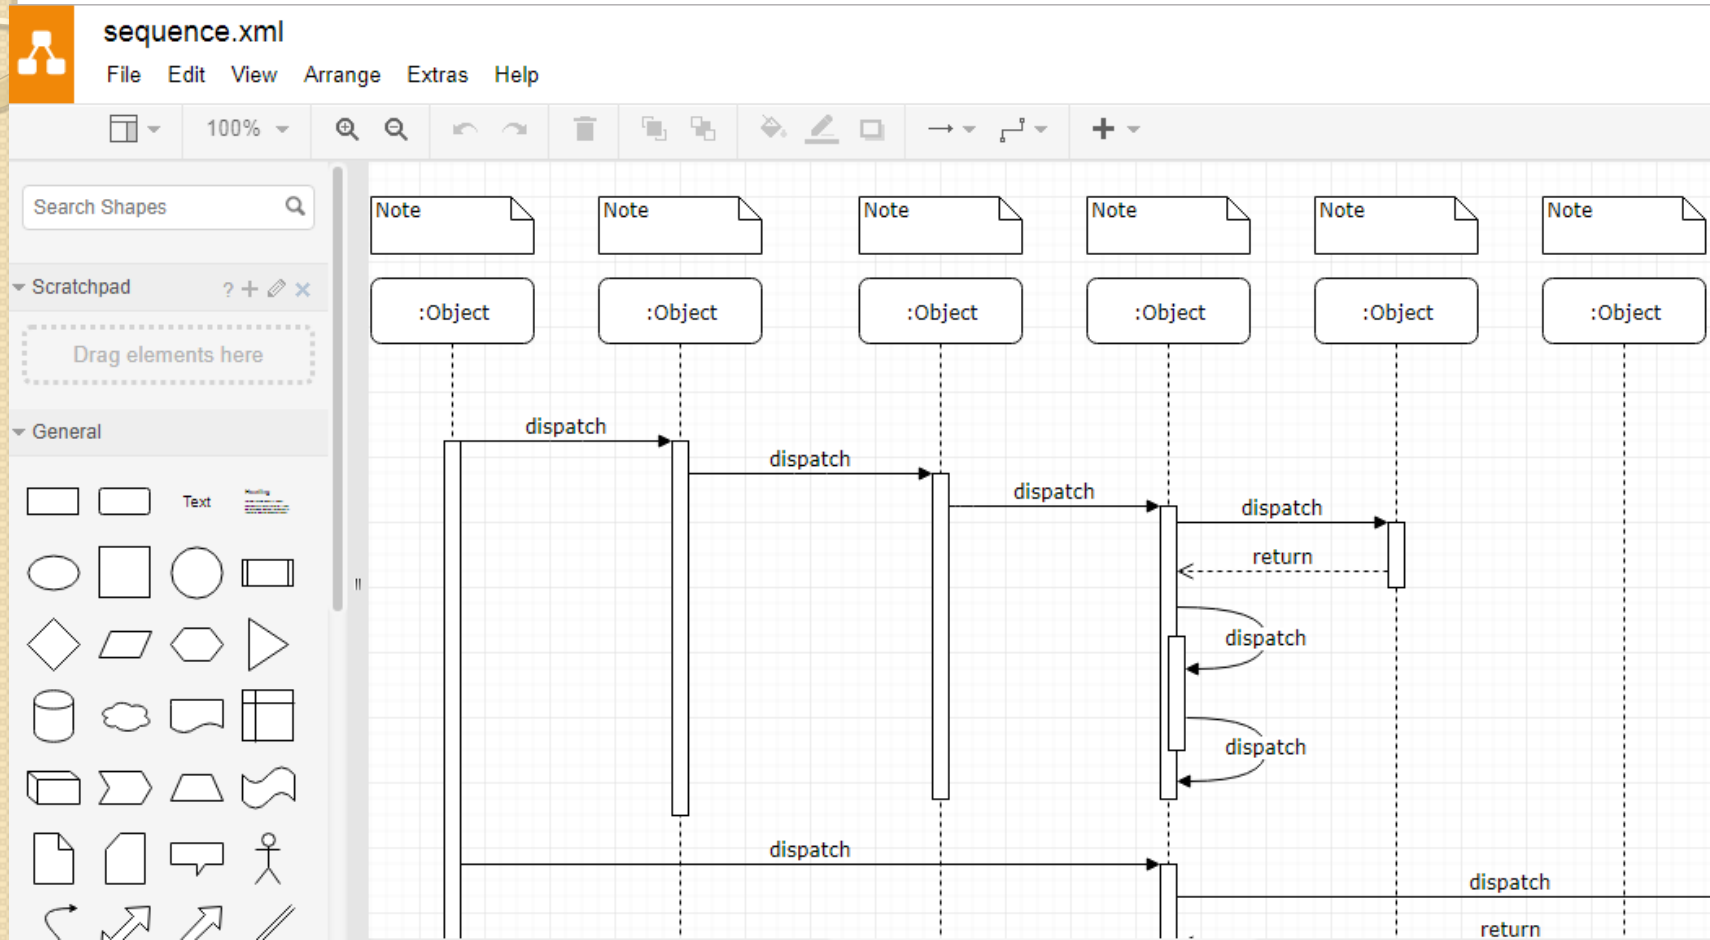 sequence.xml
File Edit View Arrange Extras Help
100%
Search Shapes
Scratchpad ?
Drag elements here
General
Text
Note Note Note Note Note Note
:Object :Object :Object :Object :Object :Object
dispatch
dispatch
dispatch
dispatch
return
dispatch
dispatch
dispatch
dispatch
return